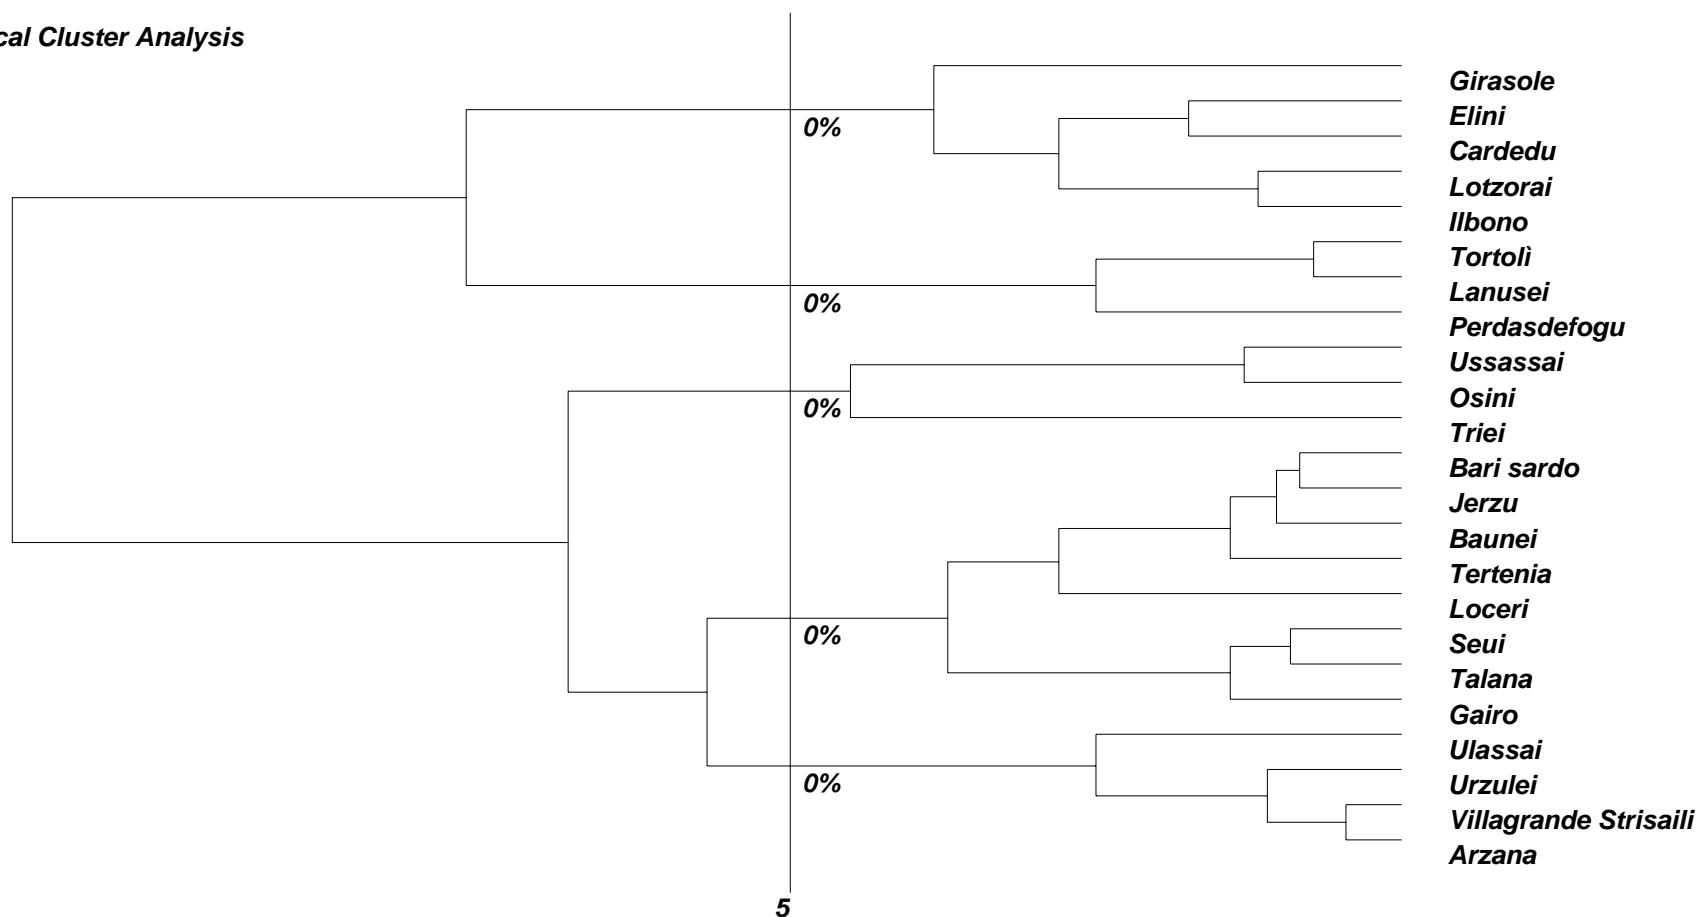 cal Cluster Analysis
Girasole
Elini
0%
Cardedu
Lotzorai
Ilbono
Tortolì
Lanusei
0%
Perdasdefogu
Ussassai
Osini
0%
Triei
Bari sardo
Jerzu
Baunei
Tertenia
Loceri
0%
Seui
Talana
Gairo
Ulassai
0%
Urzulei
Villagrande Strisaili
Arzana
5